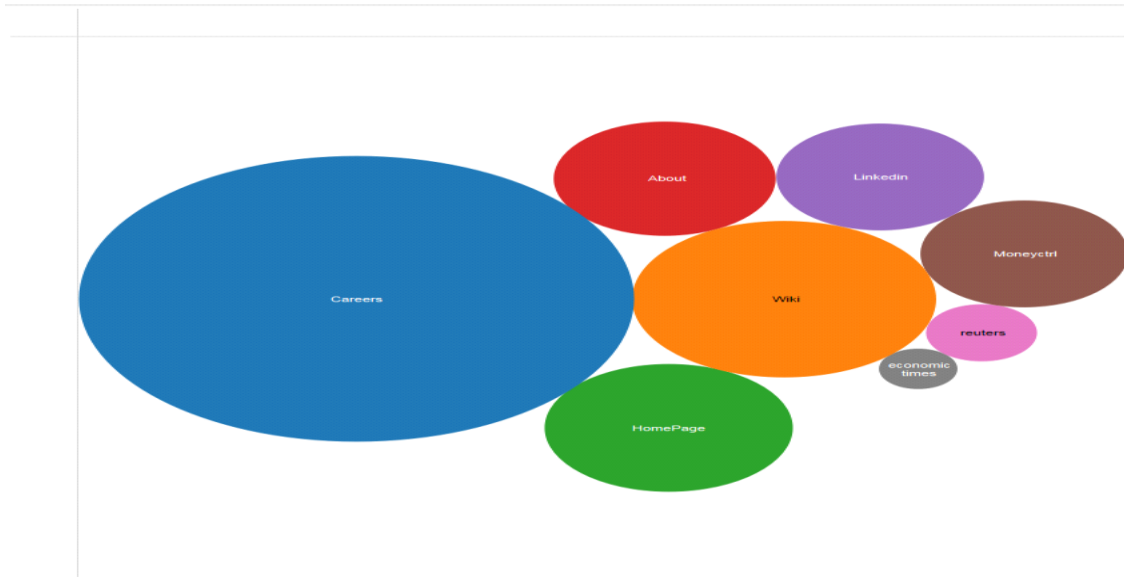 About
Linkedin
Moneyctrl
Careers
Wiki
reuters
economic
times
HomePage